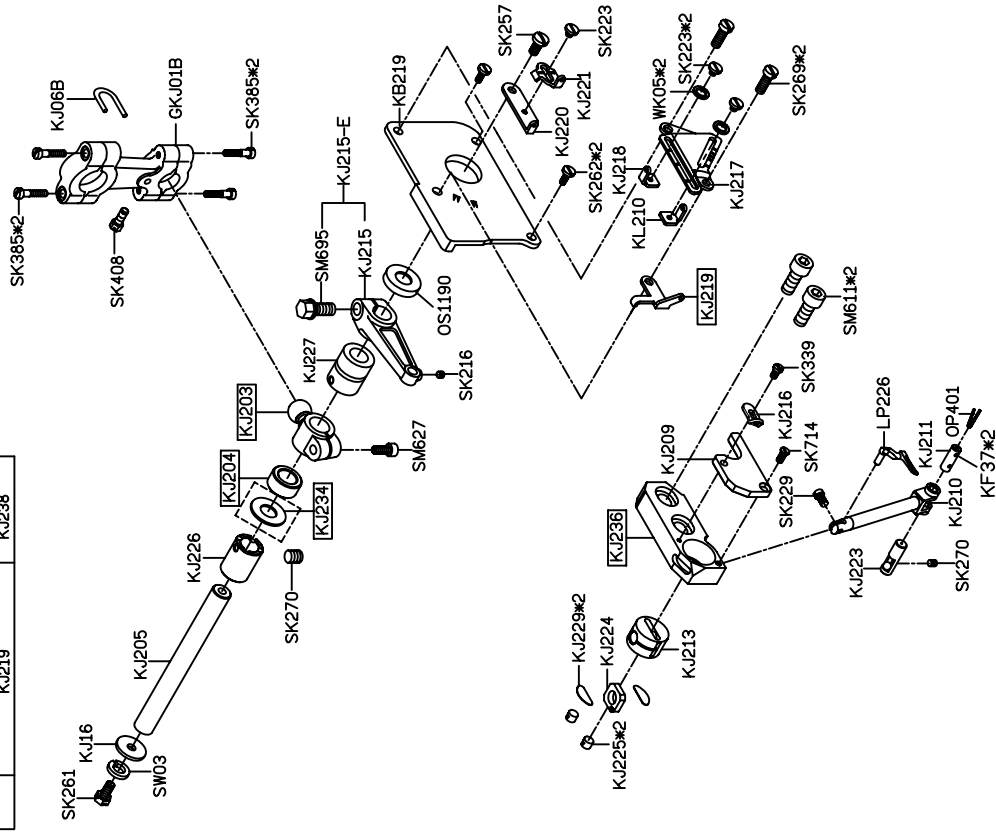 KJ238
KJ219
KJ06B
GKJ01B
SK385*2
SK385*2
SK408
KJ215-E
SM695
KJ215
KB219
SK257
SK223
KJ221
KJ220
SK262*2
WK05*2
SK223*2
SK269*2
KJ218
KL210
KJ217
KJ219
OS1190
SK216
KJ227
KJ203
SM627
KJ204
KJ234
KJ226
SK270
KJ205
KJ16
SK261
SW03
SM611*2
SK339
KJ216
SK714
KJ209
KJ236
SK229
LP226
OP401
KJ211
KF37*2
KJ210
KJ223
SK270
KJ229*2
KJ224
KJ213
KJ225*2